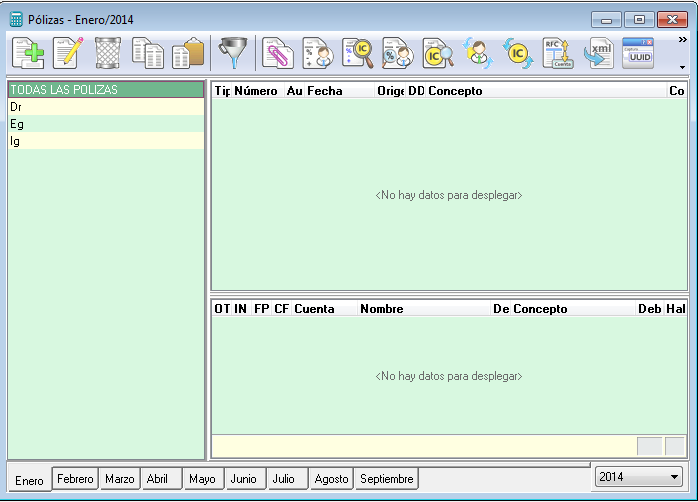 Pólizas - Enero/2014
IC
IC
IC
RFC
Cuenta
xml
UUID
»
TODAS LAS POLIZAS
Dr
Eg
Ig
Tip Número Au Fecha Orige DD Concepto Co
<No hay datos para desplegar>
OT IN FP CF Cuenta Nombre De Concepto Deb Hal
<No hay datos para desplegar>
Enero Febrero Marzo Abril Mayo Junio Julio Agosto Septiembre 2014